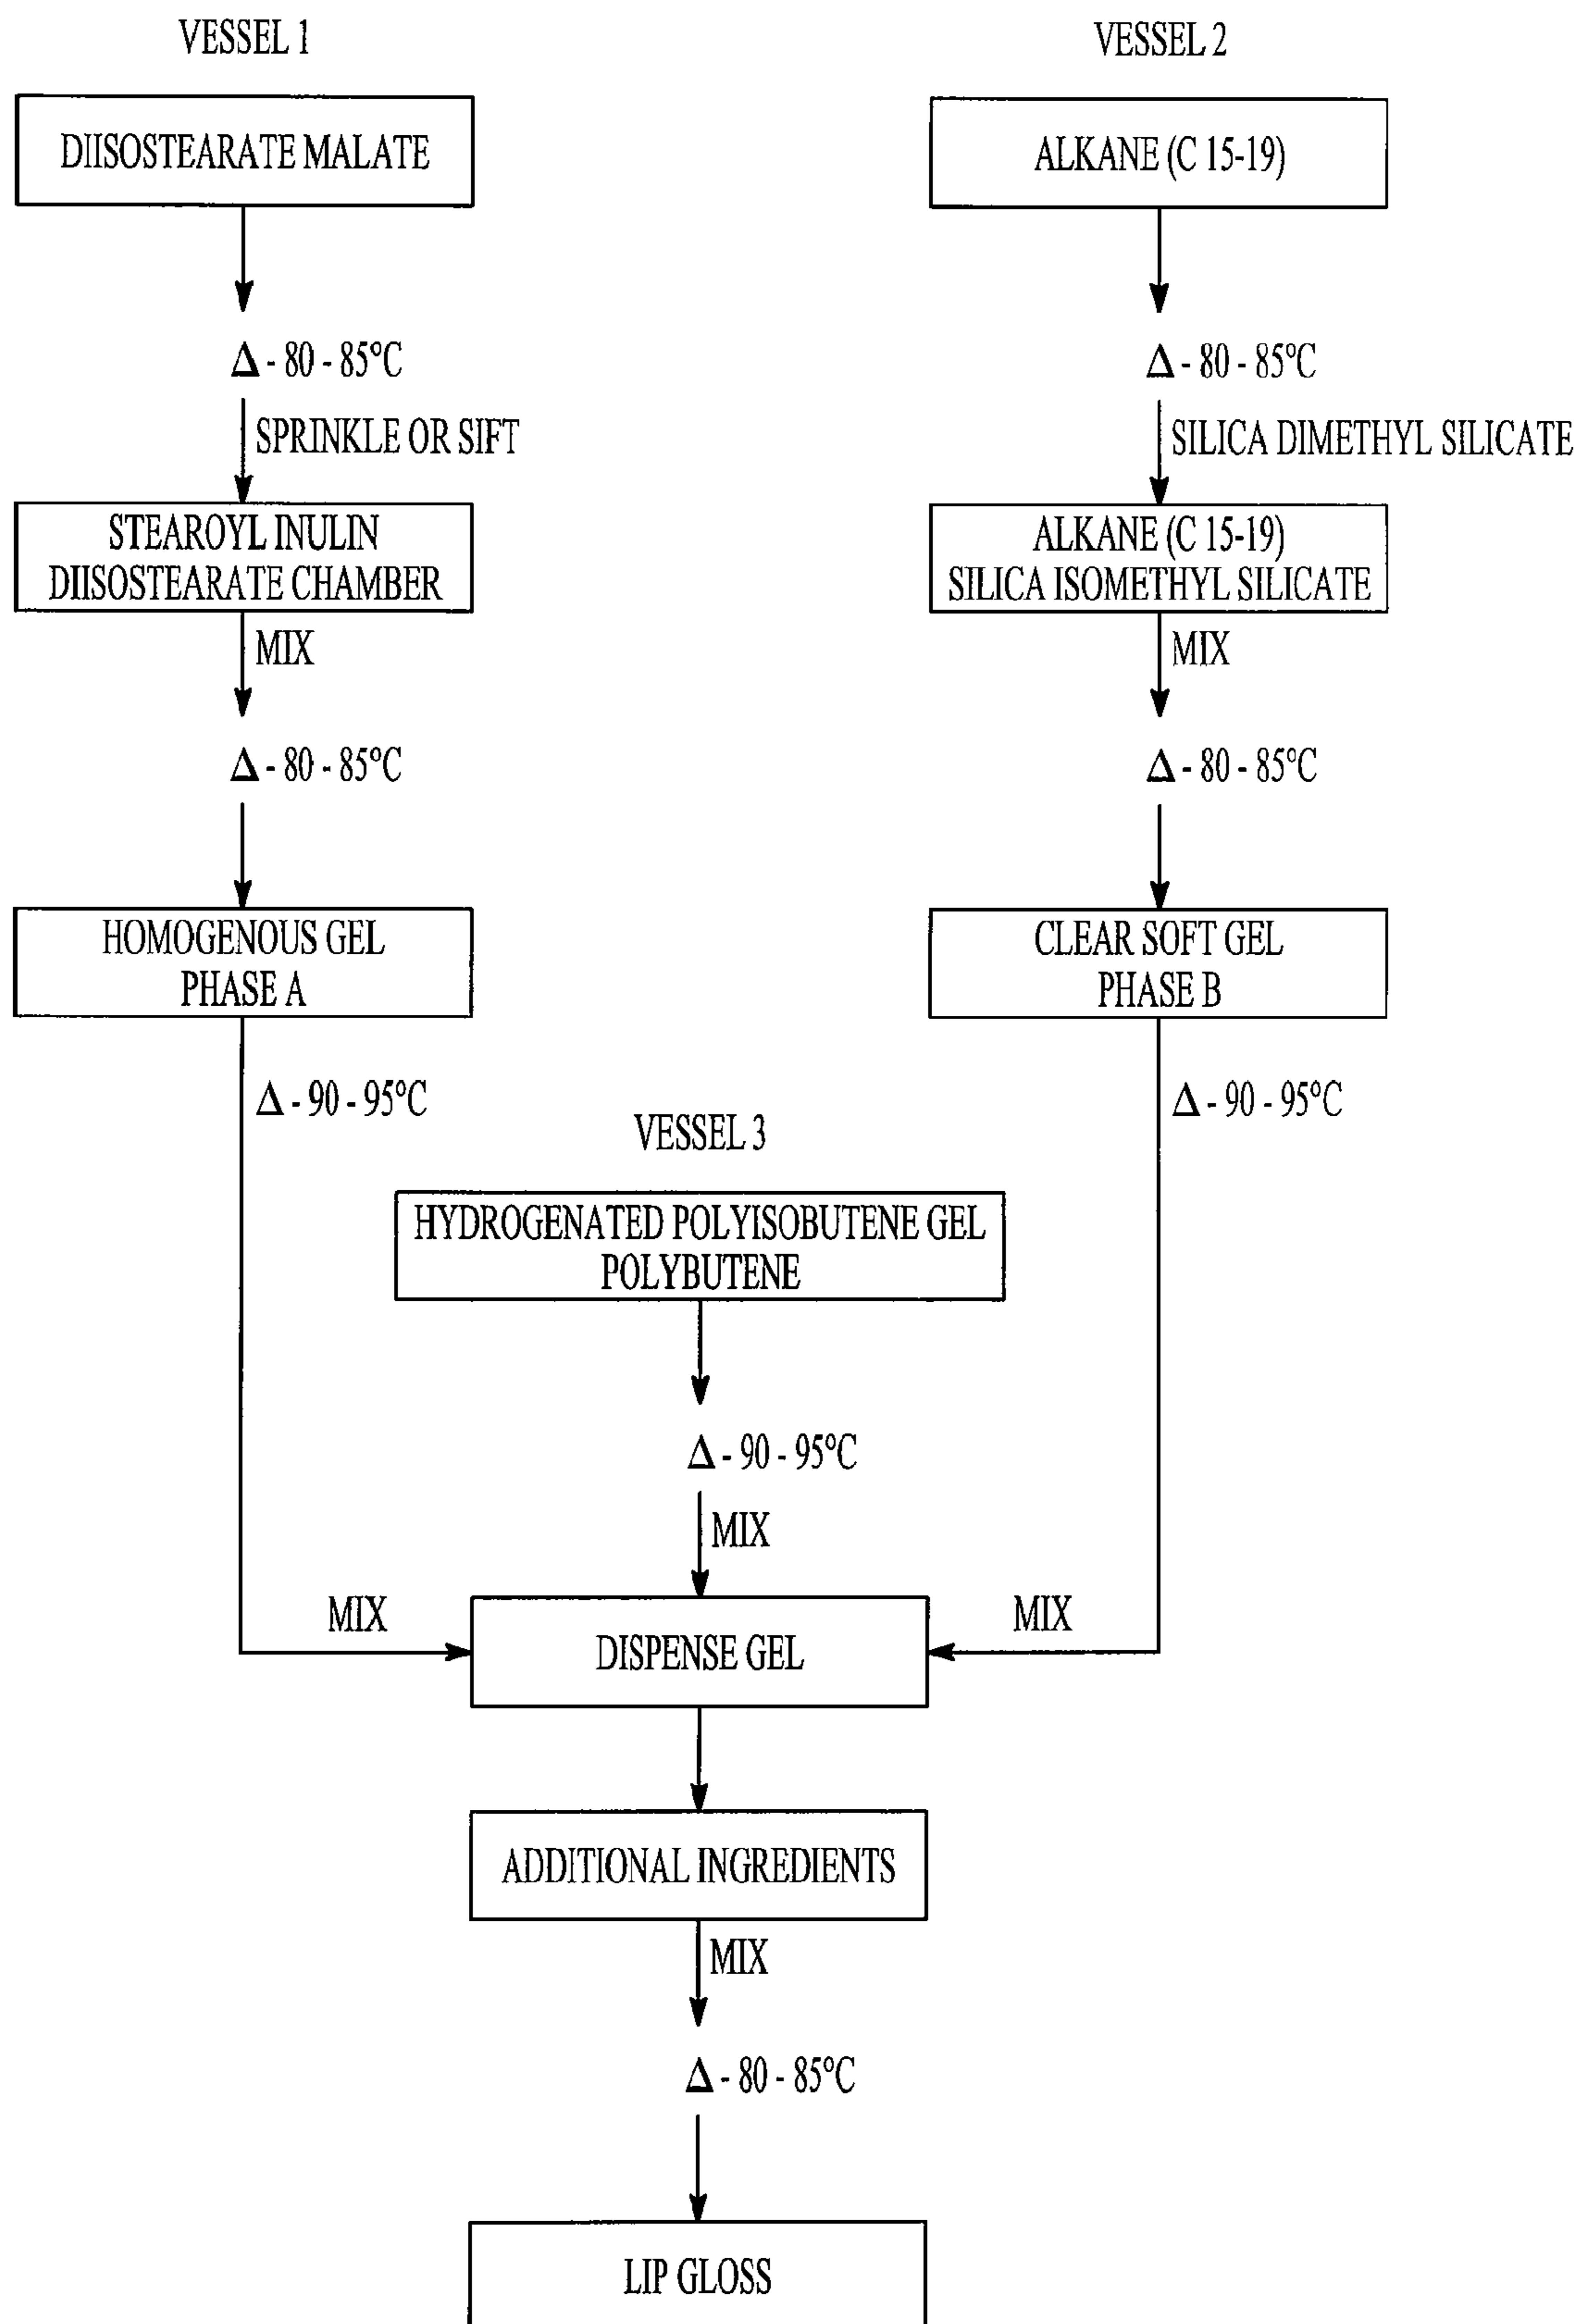 VESSEL 1
DIISOSTEARATE MALATE
Δ - 80 - 85°C
SPRINKLE OR SIFT
STEAROYL INULIN
DIISOSTEARATE CHAMBER
MIX
Δ - 80 - 85°C
HOMOGENOUS GEL
PHASE A
Δ - 90 - 95°C
MIX
VESSEL 2
ALKANE (C 15-19)
Δ - 80 - 85°C
SILICA DIMETHYL SILICATE
ALKANE (C 15-19)
SILICA ISOMETHYL SILICATE
MIX
Δ - 80 - 85°C
CLEAR SOFT GEL
PHASE B
Δ - 90 - 95°C
MIX
VESSEL 3
HYDROGENATED POLYISOBUTENE GEL
POLYBUTENE
Δ - 90 - 95°C
MIX
DISPENSE GEL
ADDITIONAL INGREDIENTS
MIX
Δ - 80 - 85°C
LIP GLOSS